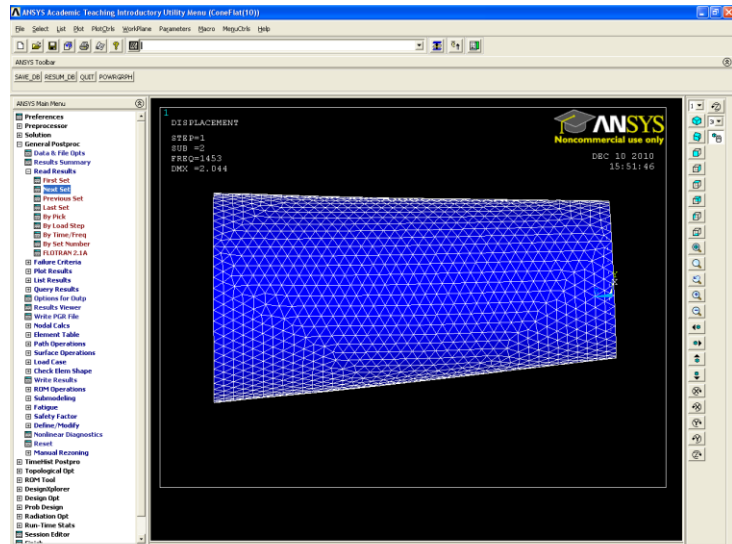 ANSYS Academic Teaching Introductory Utility Menu (ConeFlat(10))
File Select List Plot PlotCtrls WorkPlane Parameters Macro MenuCtrls Help
ANSYS Toolbar
SAVE_DB RESUM_DB QUIT POWRGRPH
ANSYS Main Menu
Preferences
Preprocessor
Solution
General Postproc
Data & File Opts
Results Summary
Read Results
First Set
Next Set
Previous Set
Last Set
By Pick
By Load Step
By Time/Freq
By Set Number
FLOTRAN 2.1A
Failure Criteria
Plot Results
List Results
Query Results
Options for Outp
Results Viewer
Write PGR File
Nodal Calcs
Element Table
Path Operations
Surface Operations
Load Case
Check Elem Shape
Write Results
ROM Operations
Submodeling
Fatigue
Safety Factor
Define/Modify
Nonlinear Diagnostics
Reset
Manual Rezoning
TimeHist Postpro
Topological Opt
ROM Tool
DesignXplorer
Design Opt
Prob Design
Radiation Opt
Run-Time Stats
Session Editor
Finish
1
DISPLACEMENT
STEP=1
SUB =2
FREQ=1453
DMX =2.044
ANSYS
Noncommercial use only
DEC 10 2010
15:51:46
Y
X
1
3